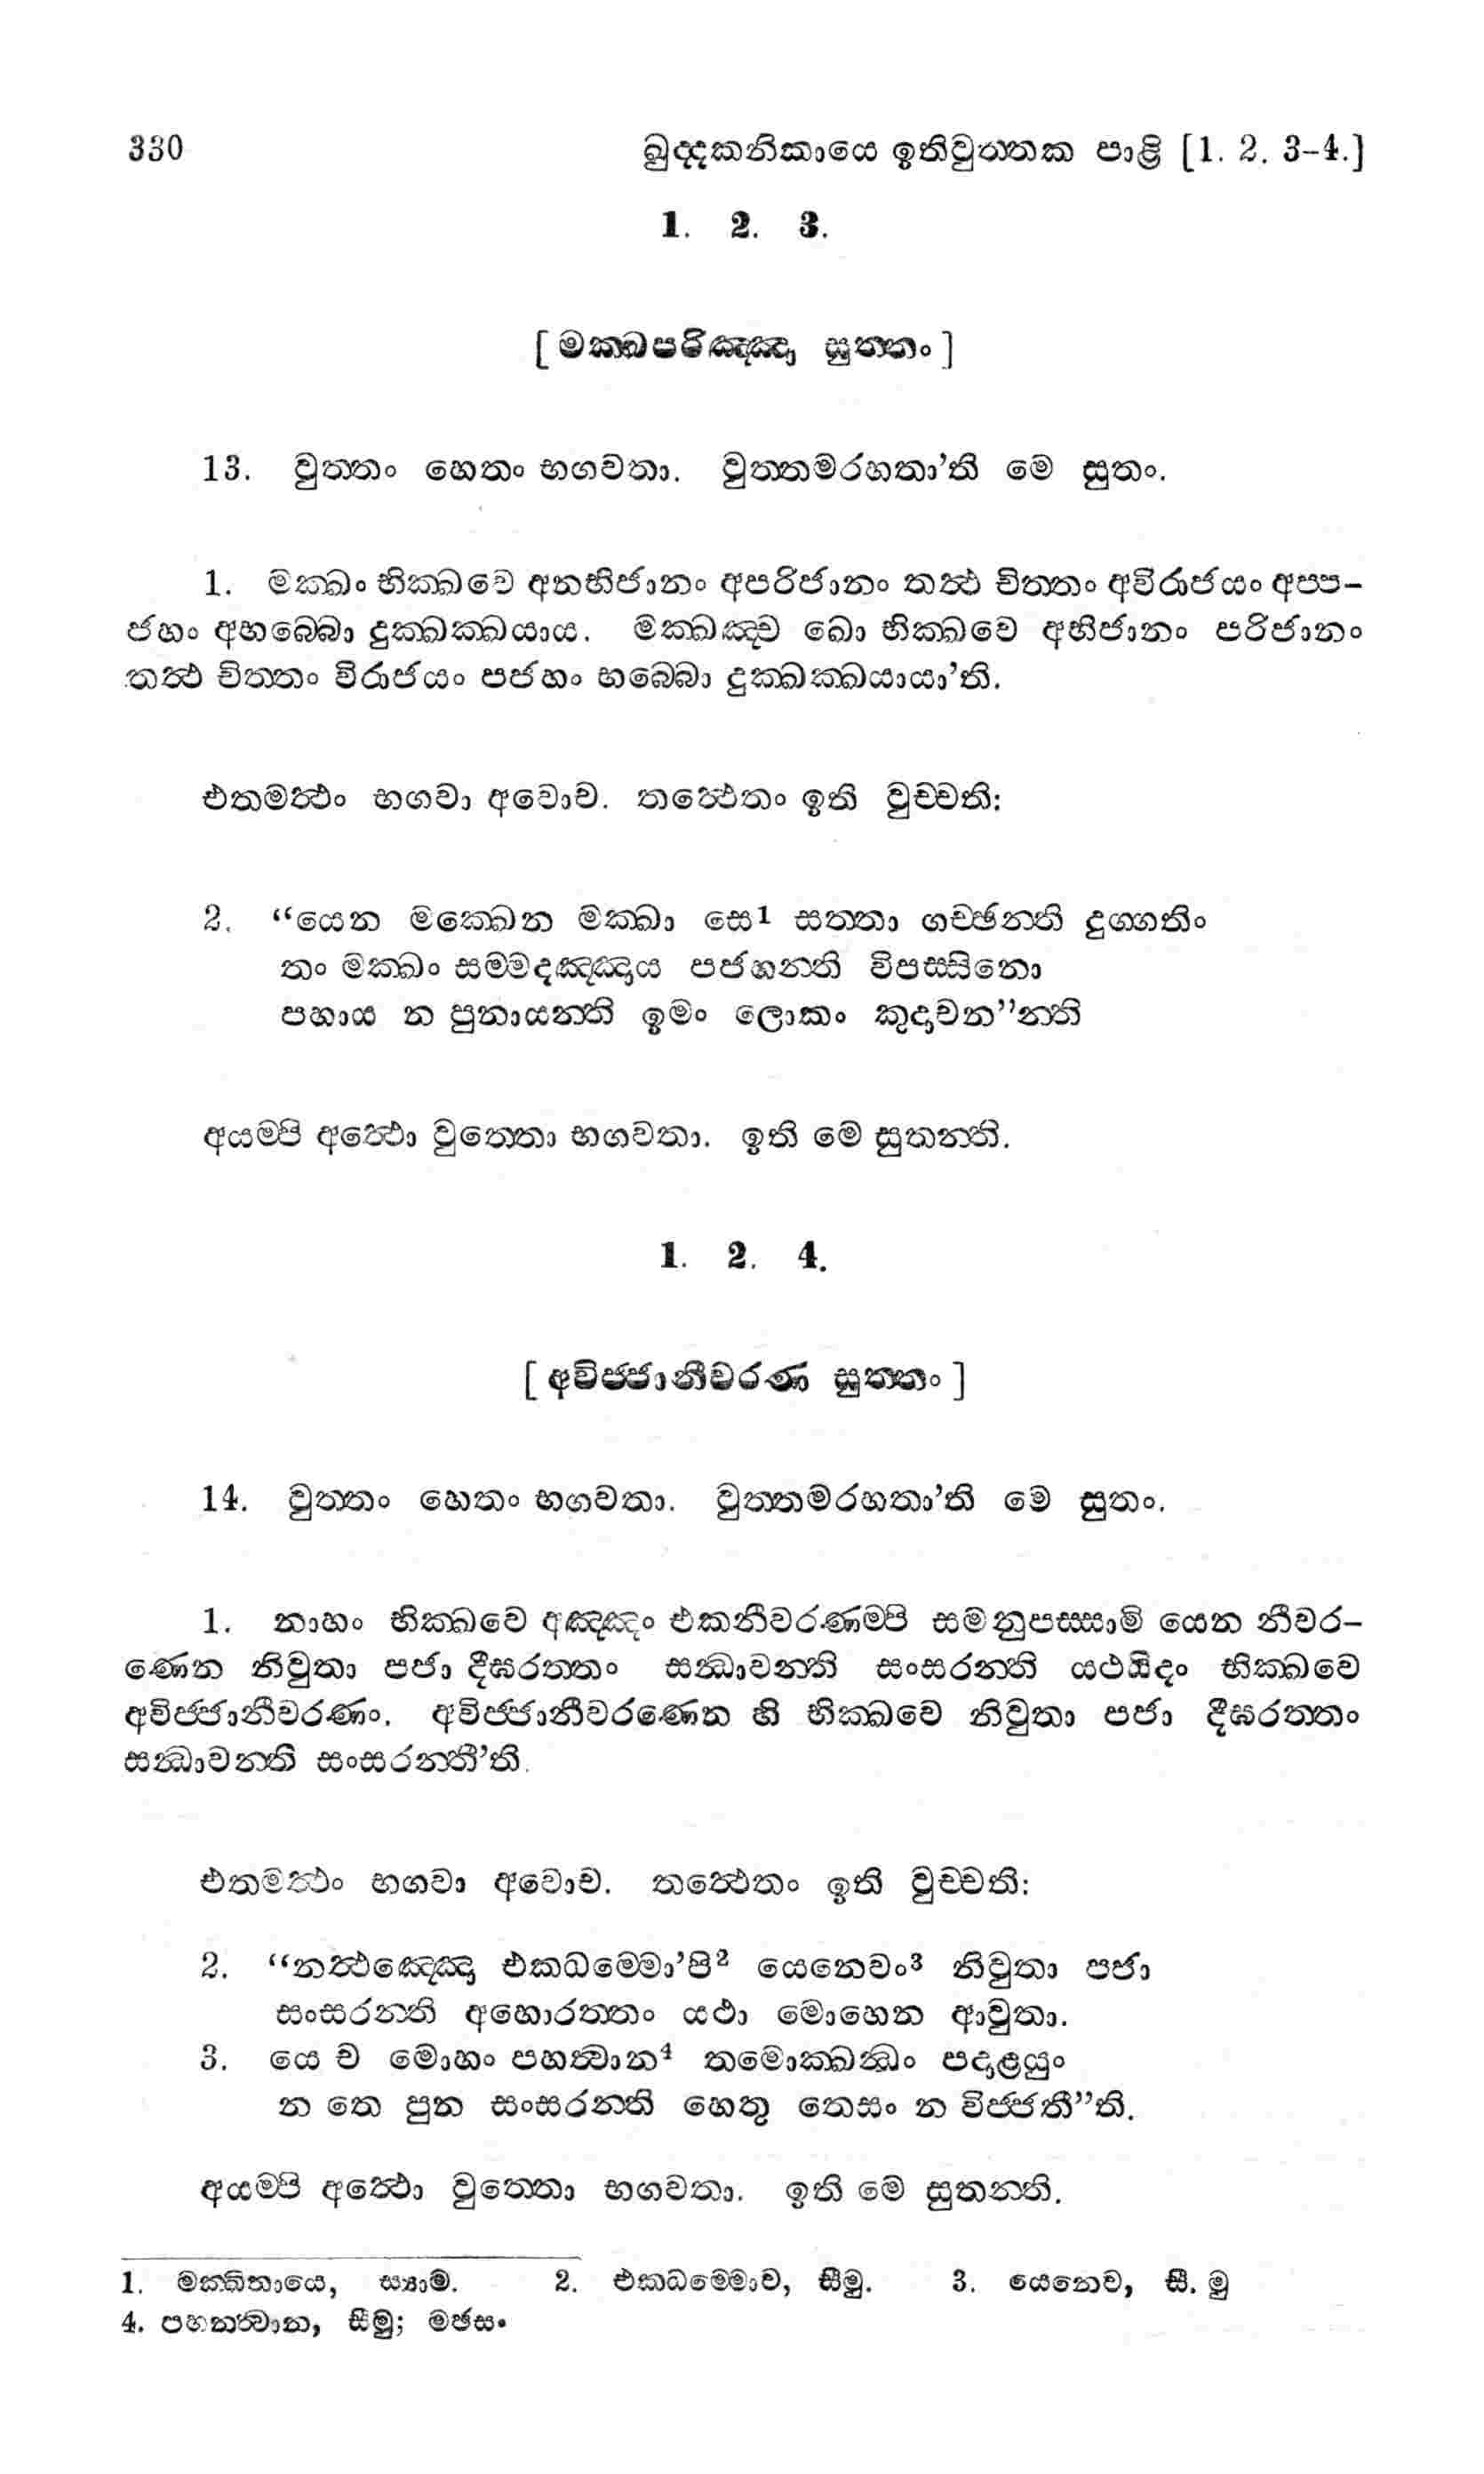 330 ඛුද්දකනිකායෙ ඉතිවුත්තක පාළි [1. 2. 3-4.]
1. 2. 3.
[ මක්ඛපරිඤ්ඤා සුත්තං ]
13. වුත්තං හෙතං භගවතා. වුත්තමරහතා’ති මෙ සුතං.
1. මක්ඛං භික්ඛවෙ අනභිජානං අපරිජානං තත්ථ චිත්තං අවිරාජයං අප්ප-
ජහං අභබ්බො දුක්ඛක්ඛයාය. මක්ඛඤ්ච ඛො භික්ඛවෙ අභිජානං පරිජානං
තත්ථ චිත්තං විරාජයං පජහං භබ්බො දුක්ඛක්ඛයායා’ති.
එතමත්ථං භගවා අවොච. තත්ථෙතං ඉති වුච්චති:
2. “යෙන මක්ඛෙන මක්ඛා සෙ1 සත්තා ගච්ඡන්ති දුග්ගතිං
තං මක්ඛං සම්මදඤ්ඤාය පජහන්ති විපස්සිනො
පහාය න පුනායන්ති ඉමං ලොකං කුදාචන”න්ති
අයම්පි අත්ථො වුත්තො භගවතා. ඉති මෙ සුතන්ති.
1. 2. 4.
[ අවිජ්ජානීවරණ සුත්තං ]
14. වුත්තං හෙතං භගවතා. වුත්තමරහතා’ති මෙ සුතං.
1. නාහං භික්ඛවෙ අඤ්ඤං එකනීවරණම්පි සමනුපස්සාමි යෙන නීවර-
ණෙන නිවුතා පජා දීඝරත්තං සන්ධාවන්ති සංසරන්ති යථයිදං භික්ඛවෙ
අවිජ්ජානීවරණං. අවිජ්ජානීවරණෙන හි භික්ඛවෙ නිවුතා පජා දීඝරත්තං
සන්ධාවන්ති සංසරන්තී’ති.
එතමත්ථං භගවා අවොච. තත්ථෙතං ඉති වුච්චති:
2. “නත්ථඤ්ඤො එකධම්මො’පි2 යෙනෙවං3 නිවුතා පජා
සංසරන්ති අහොරත්තං යථා මොහෙන ආවුතා.
3. යෙ ච මොහං පහත්වාන4 තමොක්ඛන්ධං පදාළයුං
න තෙ පුන සංසරන්ති හෙතු තෙසං න විජ්ජතී”ති.
අයම්පි අත්ථො වුත්තො භගවතා. ඉති මෙ සුතන්ති.
1. මක්ඛිතායෙ, ස්‍යාම. 2. එකධම්මොව, සීමු. 3. යෙනෙව, සී. මු
4. පහන්ත්වාන, සීමු; මඡසං